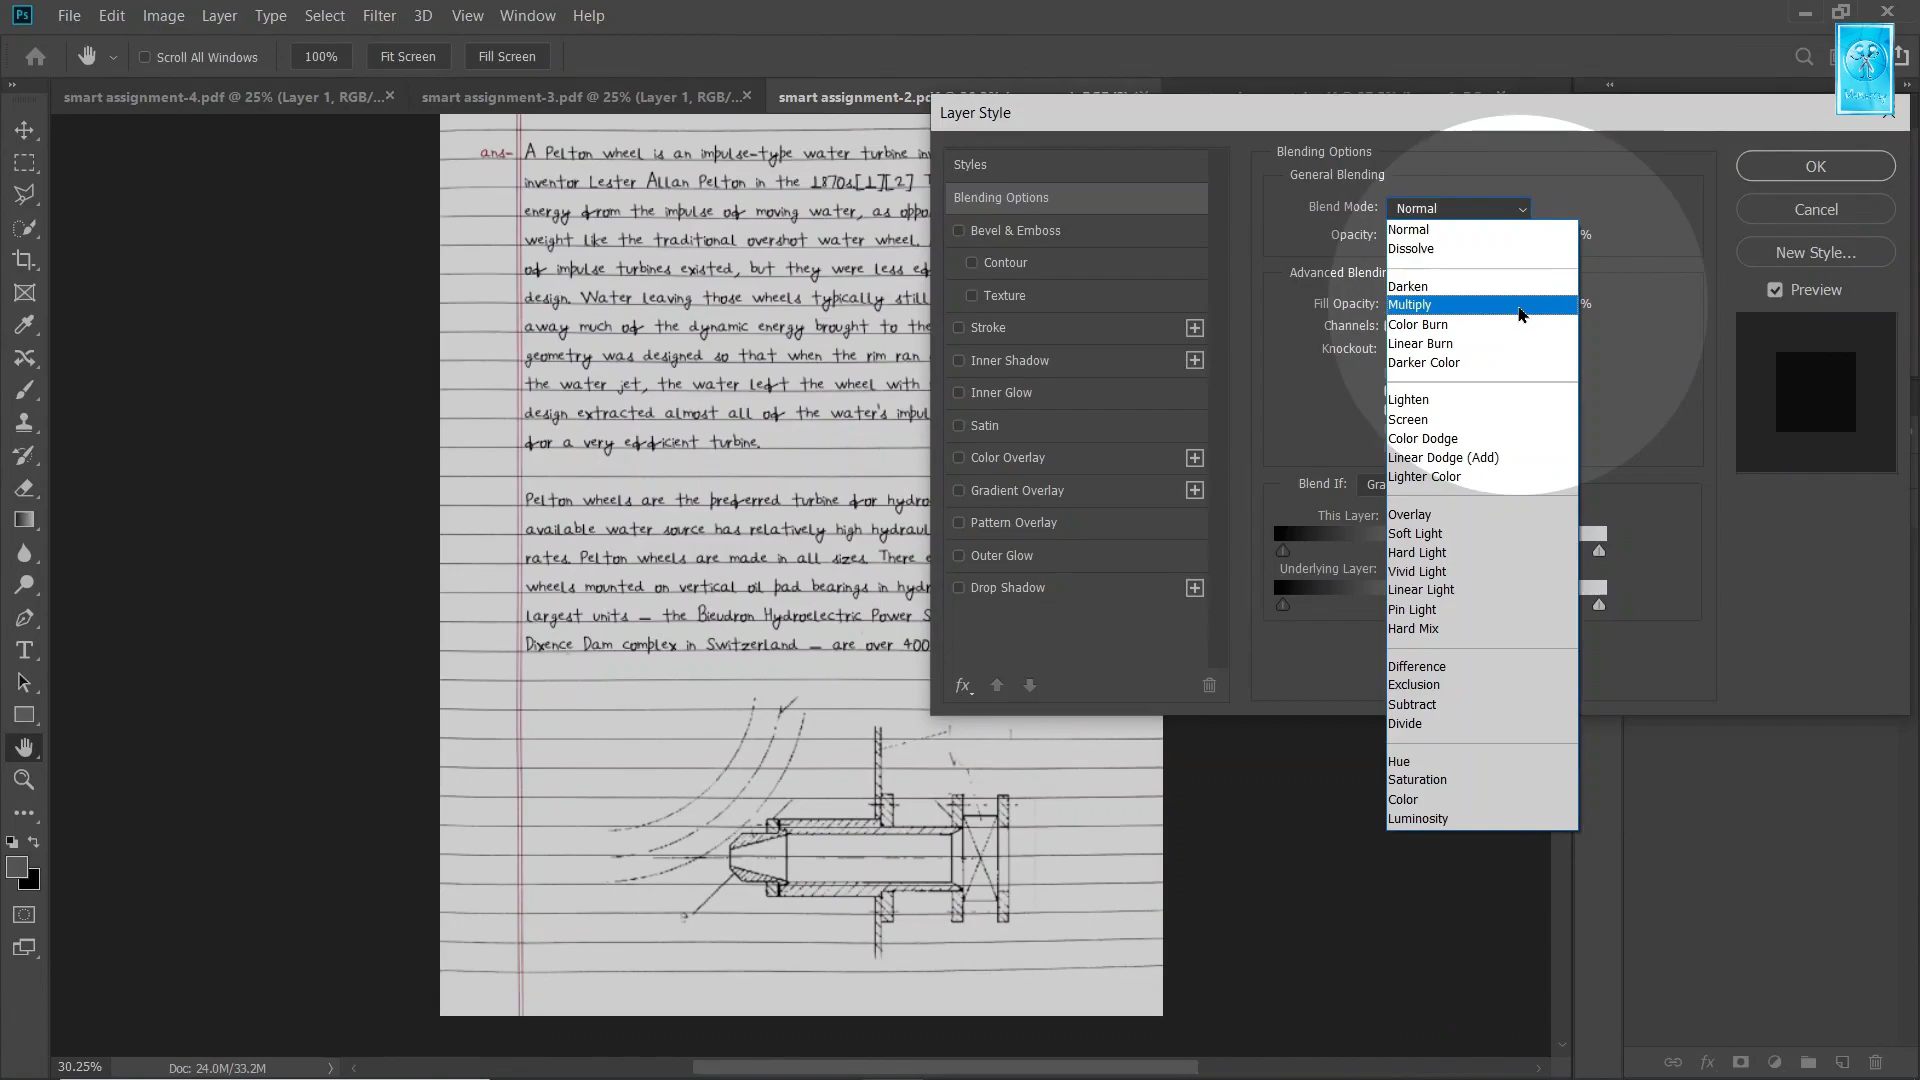 Ps File Edit Image Layer Type Select Filter 3D View Window Help
Scroll All Windows 100% Fit Screen Fill Screen
smart assignment-4.pdf @ 25% (Layer 1, RGB/... smart assignment-3.pdf @ 25% (Layer 1, RGB/... smart assignment-2.pdf
Layer Style
ans- A Pelton wheel is an impulse-type water turbine
inventor Lester Allan Pelton in the 1870s[1][2]
energy from the impulse of moving water, as
weight like the traditional overshot water wheel.
of impulse turbines existed, but they were less
design. Water leaving those wheels typically still
away much of the dynamic energy brought to the
geometry was designed so that when the rim ran
the water jet, the water left the wheel with
design extracted almost all of the water's
for a very efficient turbine.
Pelton wheels are the preferred turbine for
available water source has relatively high
rates. Pelton wheels are made in all sizes. There
wheels mounted on vertical oil pad bearings in
largest units — the Bieudron Hydroelectric Power
Dixence Dam complex in Switzerland — are over 400
Styles
Blending Options
Bevel & Emboss
Contour
Texture
Stroke
Inner Shadow
Inner Glow
Satin
Color Overlay
Gradient Overlay
Pattern Overlay
Outer Glow
Drop Shadow
fx
Blending Options
General Blending
Blend Mode: Normal
Opacity: %
Advanced Blendin
Fill Opacity: %
Channels:
Knockout:
Blend If: Gra
This Layer:
Underlying Layer:
Normal
Dissolve
Darken
Multiply
Color Burn
Linear Burn
Darker Color
Lighten
Screen
Color Dodge
Linear Dodge (Add)
Lighter Color
Overlay
Soft Light
Hard Light
Vivid Light
Linear Light
Pin Light
Hard Mix
Difference
Exclusion
Subtract
Divide
Hue
Saturation
Color
Luminosity
OK
Cancel
New Style...
Preview
30.25% Doc: 24.0M/33.2M
fx